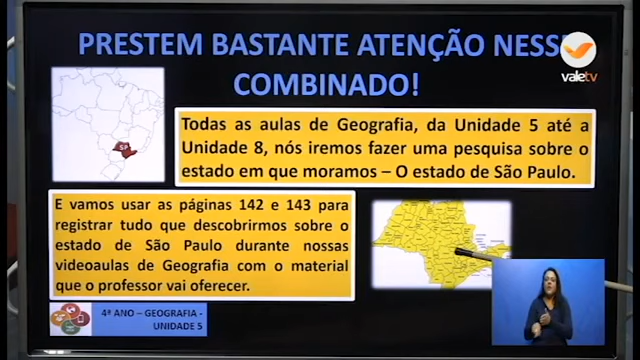 PRESTEM BASTANTE ATENÇÃO NESSE
COMBINADO!
valetv
SP
Todas as aulas de Geografia, da Unidade 5 até a
Unidade 8, nós iremos fazer uma pesquisa sobre o
estado em que moramos – O estado de São Paulo.
E vamos usar as páginas 142 e 143 para
registrar tudo que descobrirmos sobre o
estado de São Paulo durante nossas
videoaulas de Geografia com o material
que o professor vai oferecer.
4º ANO – GEOGRAFIA -
UNIDADE 5